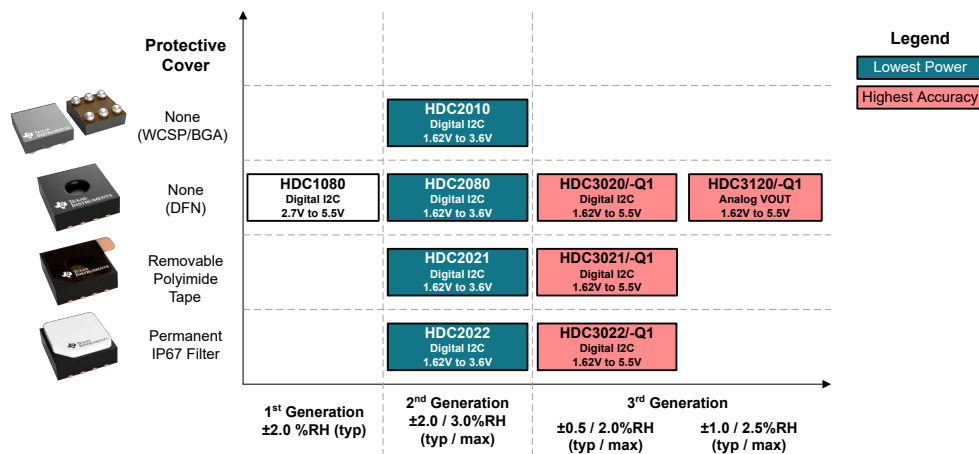 Protective
Cover
Legend
Lowest Power
Highest Accuracy
None
(WCSP/BGA)
HDC2010
Digital I2C
1.62V to 3.6V
None
(DFN)
HDC1080
Digital I2C
2.7V to 5.5V
HDC2080
Digital I2C
1.62V to 3.6V
HDC3020/-Q1
Digital I2C
1.62V to 5.5V
HDC3120/-Q1
Analog VOUT
1.62V to 5.5V
TEXAS
INSTRUMENTS
Removable
Polyimide
Tape
HDC2021
Digital I2C
1.62V to 3.6V
HDC3021/-Q1
Digital I2C
1.62V to 5.5V
Permanent
IP67 Filter
HDC2022
Digital I2C
1.62V to 3.6V
HDC3022/-Q1
Digital I2C
1.62V to 5.5V
1st Generation
±2.0 %RH (typ)
2nd Generation
±2.0 / 3.0%RH
(typ / max)
3rd Generation
±0.5 / 2.0%RH
(typ / max)
±1.0 / 2.5%RH
(typ / max)